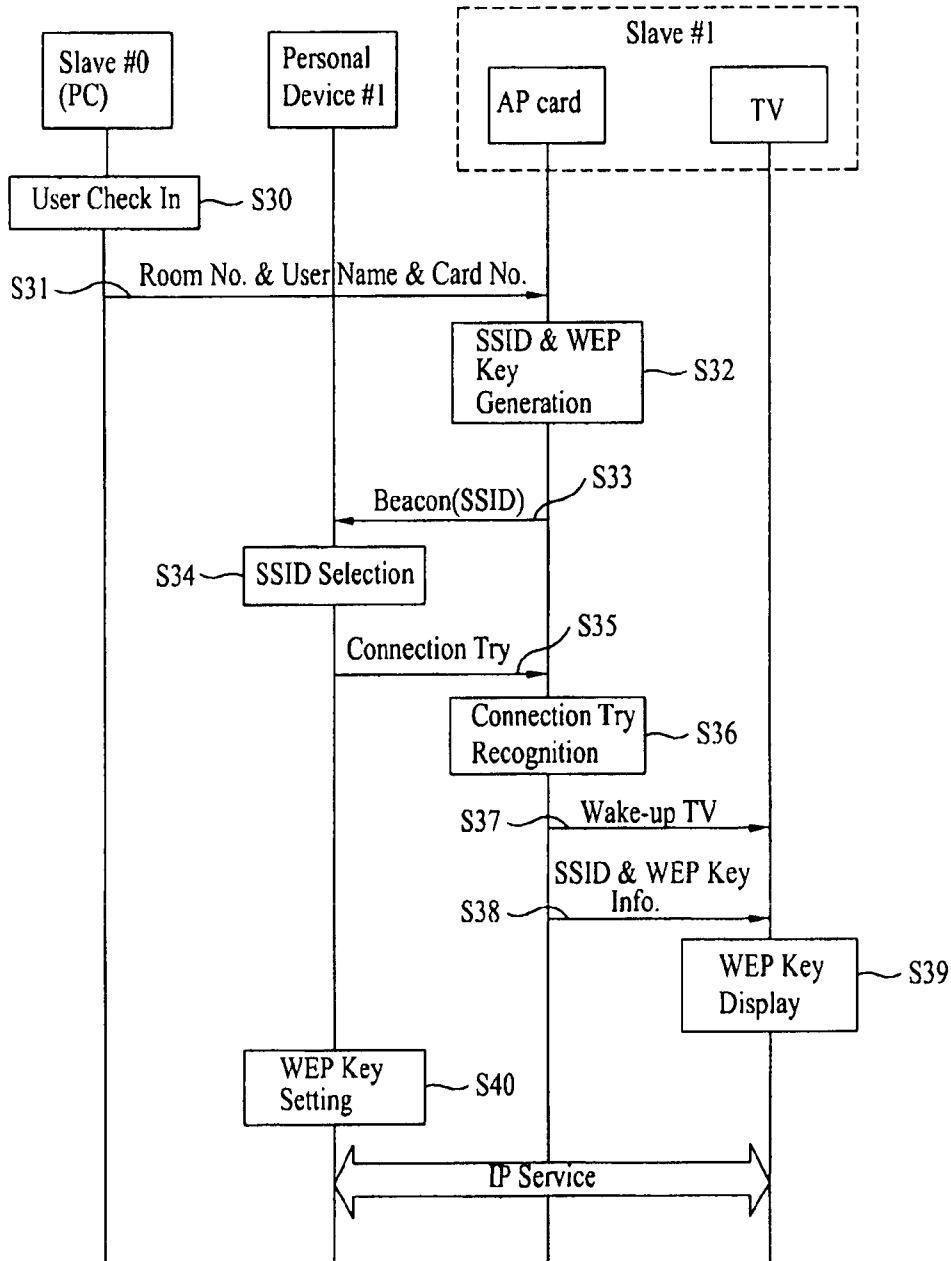 Slave #0
(PC)
Personal
Device #1
Slave #1
AP card
TV
User Check In
S30
Room No. & User Name & Card No.
S31
SSID & WEP
Key
Generation
S32
S33
Beacon(SSID)
S34
SSID Selection
S35
Connection Try
Connection Try
Recognition
S36
S37
Wake-up TV
SSID & WEP Key
Info.
S38
WEP Key
Display
S39
WEP Key
Setting
S40
IP Service